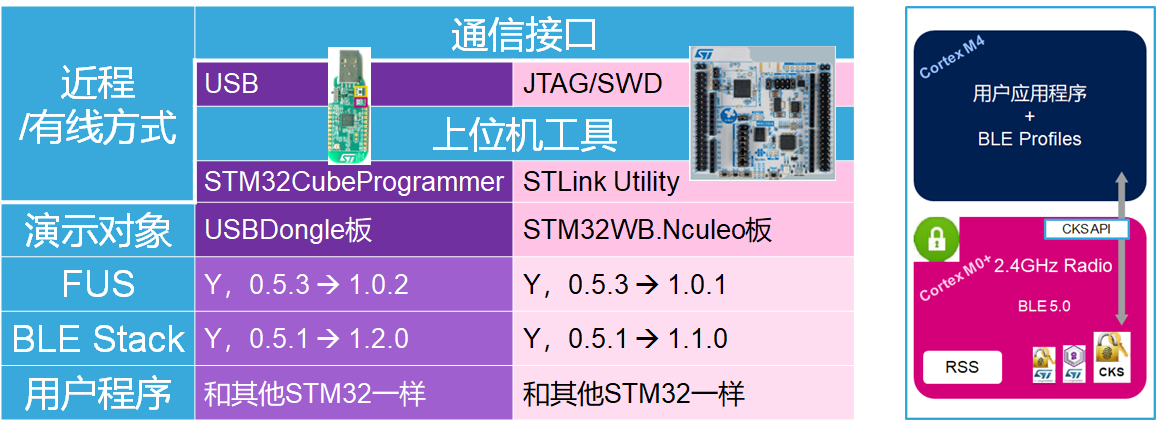 近程
/有线方式
通信接口
USB
JTAG/SWD
上位机工具
STM32CubeProgrammer
STLink Utility
演示对象
USBDongle板
STM32WB.Nculeo板
FUS
Y，0.5.3 → 1.0.2
Y，0.5.3 → 1.0.1
BLE Stack
Y，0.5.1 → 1.2.0
Y，0.5.1 → 1.1.0
用户程序
和其他STM32一样
和其他STM32一样
Cortex M4
用户应用程序
+
BLE Profiles
CKS API
Cortex M0+
2.4GHz Radio
BLE 5.0
RSS
ST
ST
CKS